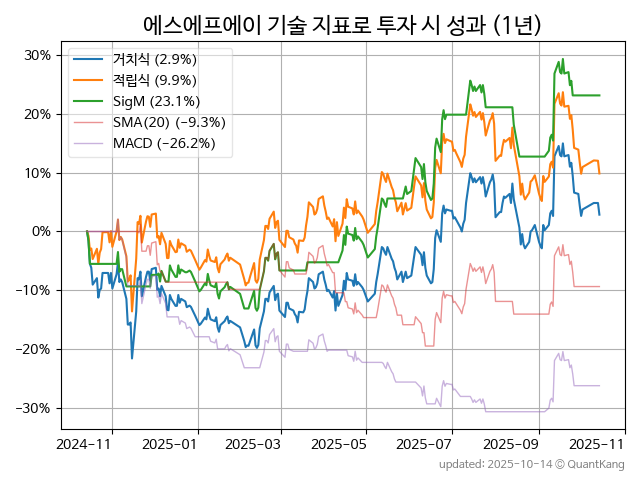 에스에프에이 기술 지표로 투자 시 성과 (1년)
거치식 (2.9%)
적립식 (9.9%)
SigM (23.1%)
SMA(20) (−9.3%)
MACD (−26.2%)
30%
20%
10%
0%
−10%
−20%
−30%
2024-11 2025-01 2025-03 2025-05 2025-07 2025-09 2025-11
updated: 2025-10-14 © QuantKang